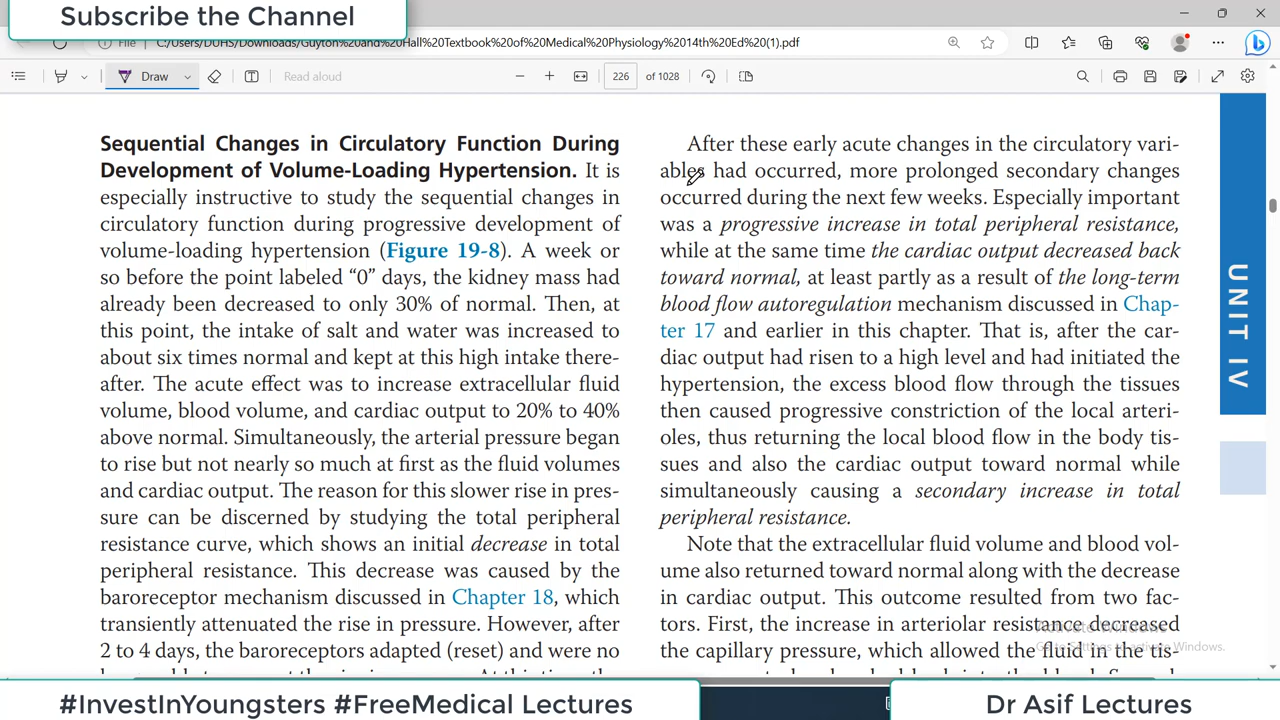 Subscribe the Channel
File
C:/Users/DUHS/Downloads/Guyton%20and%20Hall%20Textbook%20of%20Medical%20Physiology%2014th%20Ed%20(1).pdf
Draw
Read aloud
226 of 1028
Sequential Changes in Circulatory Function During
Development of Volume-Loading Hypertension. It is
especially instructive to study the sequential changes in
circulatory function during progressive development of
volume-loading hypertension (Figure 19-8). A week or
so before the point labeled “0” days, the kidney mass had
already been decreased to only 30% of normal. Then, at
this point, the intake of salt and water was increased to
about six times normal and kept at this high intake there-
after. The acute effect was to increase extracellular fluid
volume, blood volume, and cardiac output to 20% to 40%
above normal. Simultaneously, the arterial pressure began
to rise but not nearly so much at first as the fluid volumes
and cardiac output. The reason for this slower rise in pres-
sure can be discerned by studying the total peripheral
resistance curve, which shows an initial decrease in total
peripheral resistance. This decrease was caused by the
baroreceptor mechanism discussed in Chapter 18, which
transiently attenuated the rise in pressure. However, after
2 to 4 days, the baroreceptors adapted (reset) and were no
After these early acute changes in the circulatory vari-
ables had occurred, more prolonged secondary changes
occurred during the next few weeks. Especially important
was a progressive increase in total peripheral resistance,
while at the same time the cardiac output decreased back
toward normal, at least partly as a result of the long-term
blood flow autoregulation mechanism discussed in Chap-
ter 17 and earlier in this chapter. That is, after the car-
diac output had risen to a high level and had initiated the
hypertension, the excess blood flow through the tissues
then caused progressive constriction of the local arteri-
oles, thus returning the local blood flow in the body tis-
sues and also the cardiac output toward normal while
simultaneously causing a secondary increase in total
peripheral resistance.
Note that the extracellular fluid volume and blood vol-
ume also returned toward normal along with the decrease
in cardiac output. This outcome resulted from two fac-
tors. First, the increase in arteriolar resistance decreased
the capillary pressure, which allowed the fluid in the tis-
UNIT IV
Activate Windows
Go to Settings to activate Windows.
#InvestInYoungsters #FreeMedical Lectures
Dr Asif Lectures